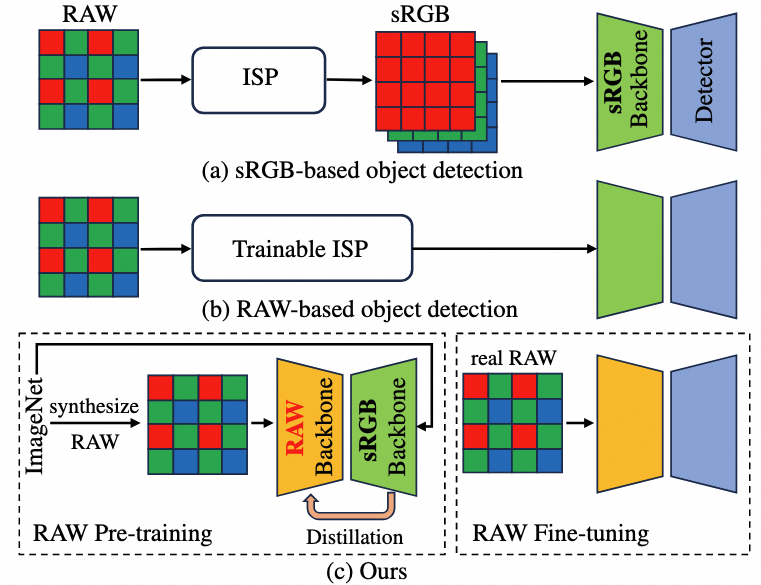 RAW
sRGB
ISP
sRGB
Backbone
Detector
(a) sRGB-based object detection
Trainable ISP
(b) RAW-based object detection
ImageNet
synthesize
RAW
RAW
Backbone
sRGB
Backbone
Distillation
RAW Pre-training
real RAW
RAW Fine-tuning
(c) Ours